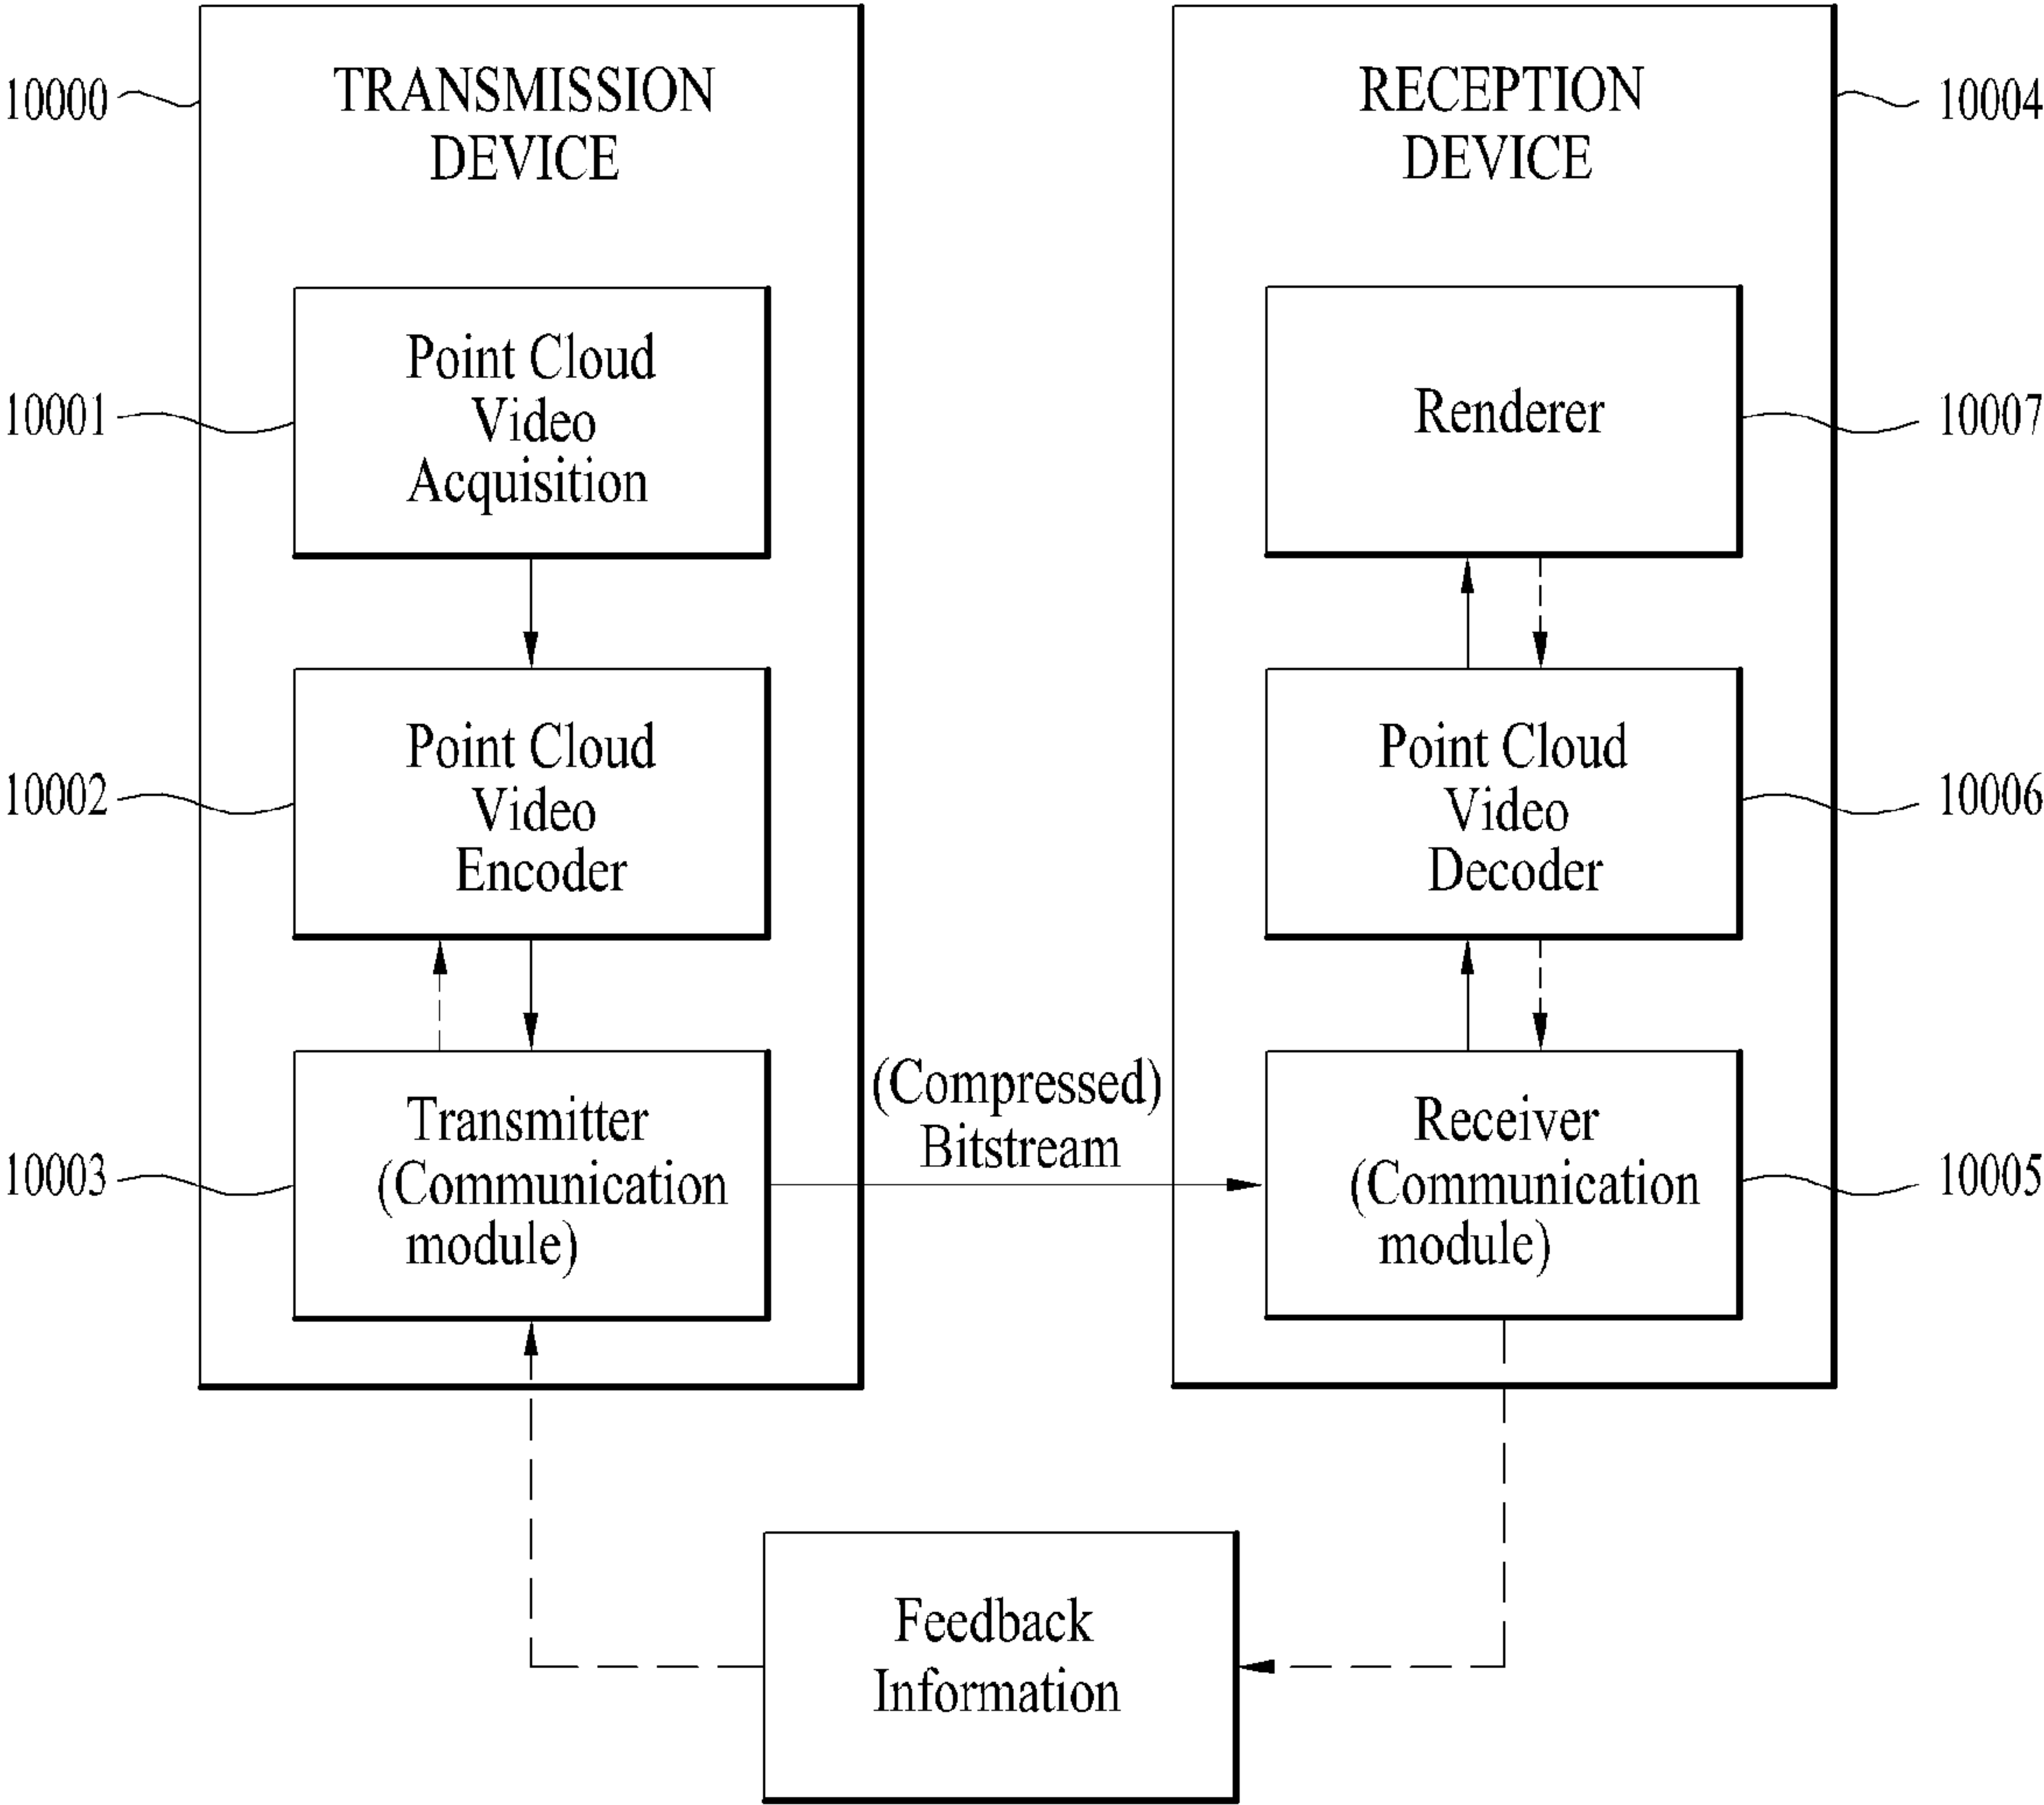 10000
TRANSMISSION
DEVICE
10001
Point Cloud
Video
Acquisition
10002
Point Cloud
Video
Encoder
10003
Transmitter
(Communication
module)
(Compressed)
Bitstream
RECEPTION
DEVICE
10004
Renderer
10007
Point Cloud
Video
Decoder
10006
Receiver
(Communication
module)
10005
Feedback
Information